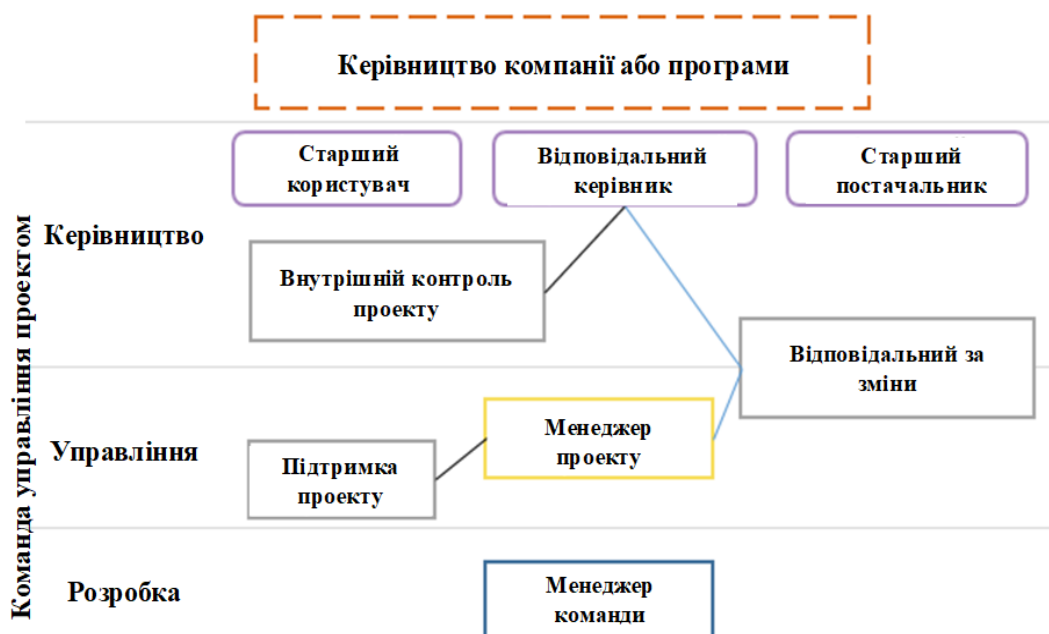 Керівництво компанії або програми
Старший
користувач
Відповідальний
керівник
Старший
постачальник
Керівництво
Внутрішній контроль
проекту
Відповідальний за
зміни
Управління
Менеджер
проекту
Підтримка
проекту
Розробка
Менеджер
команди
Команда управління проектом